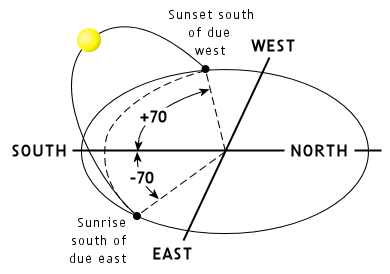 Sunset south
of due
west
WEST
+70
SOUTH
NORTH
-70
Sunrise
south of
due east
EAST